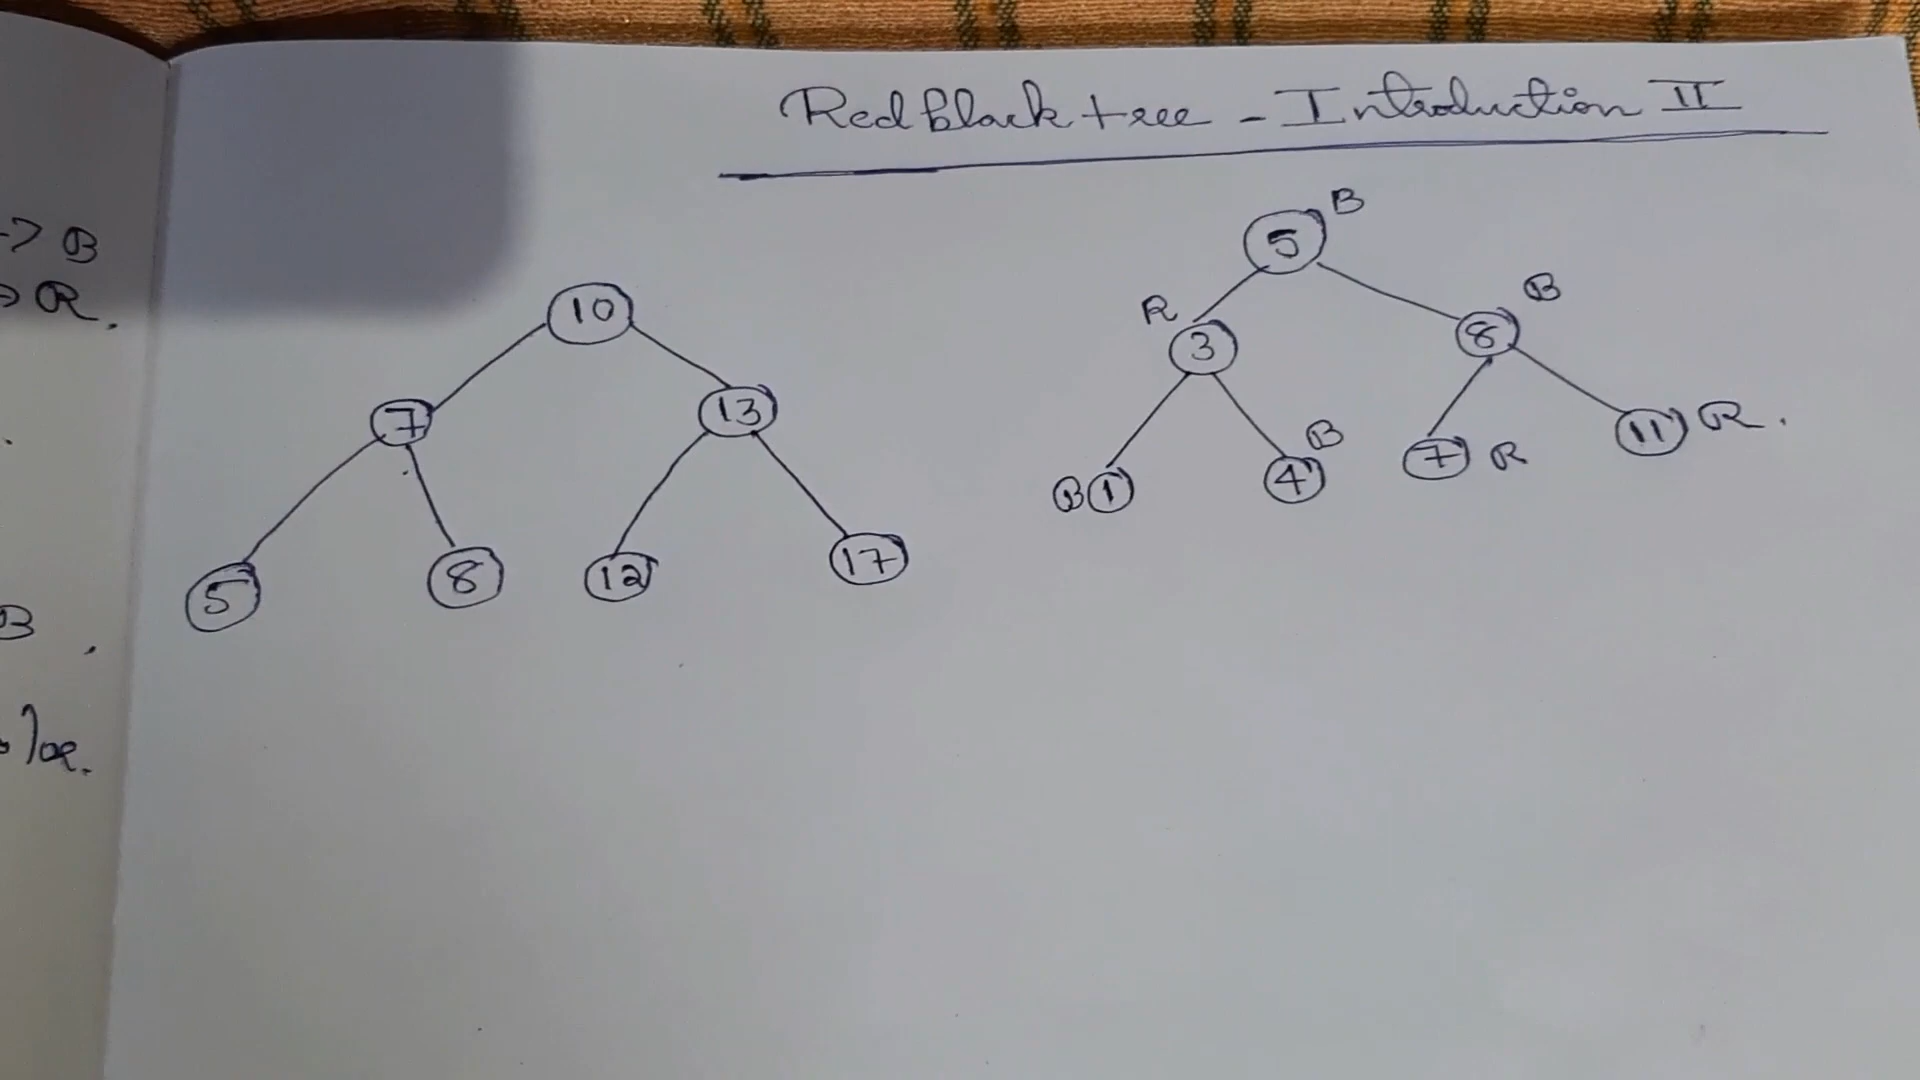 Red black tree - Introduction II
-> B
-> R.
B
10
7
13
5
8
12
17
5 B
R
3
8
B
B 1
4
B
7 R
11 R.